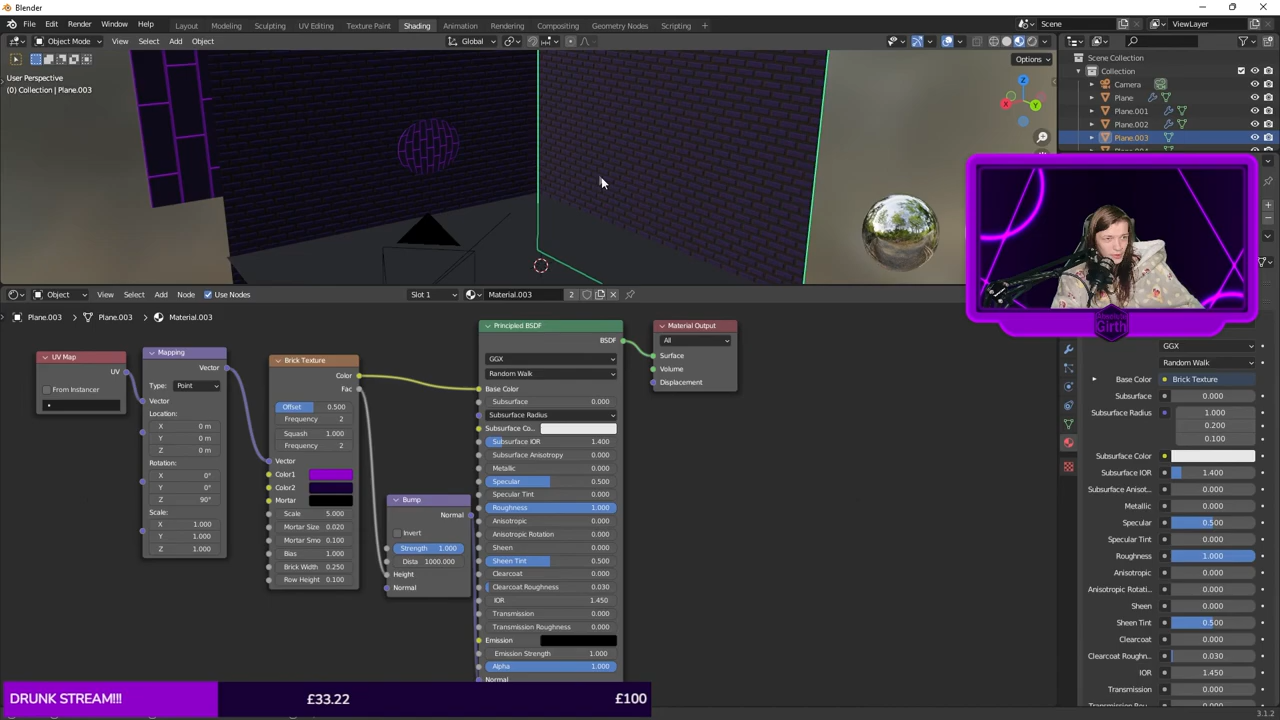 Blender
File Edit Render Window Help Layout Modeling Sculpting UV Editing Texture Paint Shading Animation Rendering Compositing Geometry Nodes Scripting + Scene ViewLayer
Object Mode View Select Add Object Global
Options
User Perspective
(0) Collection | Plane.003
Z
X
Y
Scene Collection
Collection
Camera
Plane
Plane.001
Plane.002
Plane.003
Object View Select Add Node Use Nodes Slot 1 Material.003 2
Plane.003 Plane.003 Material.003
UV Map
UV
From Instancer
Mapping
Vector
Type: Point
Vector
Location:
X 0 m
Y 0 m
Z 0 m
Rotation:
X 0°
Y 0°
Z 90°
Scale:
X 1.000
Y 1.000
Z 1.000
Brick Texture
Color
Fac
Offset 0.500
Frequency 2
Squash 1.000
Frequency 2
Vector
Color1
Color2
Mortar
Scale 5.000
Mortar Size 0.020
Mortar Smo 0.100
Bias 1.000
Brick Width 0.250
Row Height 0.100
Bump
Normal
Invert
Strength 1.000
Dista 1000.000
Height
Normal
Principled BSDF
BSDF
GGX
Random Walk
Base Color
Subsurface 0.000
Subsurface Radius
Subsurface Co...
Subsurface IOR 1.400
Subsurface Anisotropy 0.000
Metallic 0.000
Specular 0.500
Specular Tint 0.000
Roughness 1.000
Anisotropic 0.000
Anisotropic Rotation 0.000
Sheen 0.000
Sheen Tint 0.500
Clearcoat 0.000
Clearcoat Roughness 0.030
IOR 1.450
Transmission 0.000
Transmission Roughness 0.000
Emission
Emission Strength 1.000
Alpha 1.000
Normal
Material Output
All
Surface
Volume
Displacement
Girth
GGX
Random Walk
Base Color Brick Texture
Subsurface 0.000
Subsurface Radius 1.000
0.200
0.100
Subsurface Color
Subsurface IOR 1.400
Subsurface Anisot... 0.000
Metallic 0.000
Specular 0.500
Specular Tint 0.000
Roughness 1.000
Anisotropic 0.000
Anisotropic Rotati... 0.000
Sheen 0.000
Sheen Tint 0.500
Clearcoat 0.000
Clearcoat Roughn... 0.030
IOR 1.450
Transmission 0.000
DRUNK STREAM!!! £33.22 £100
3.1.2